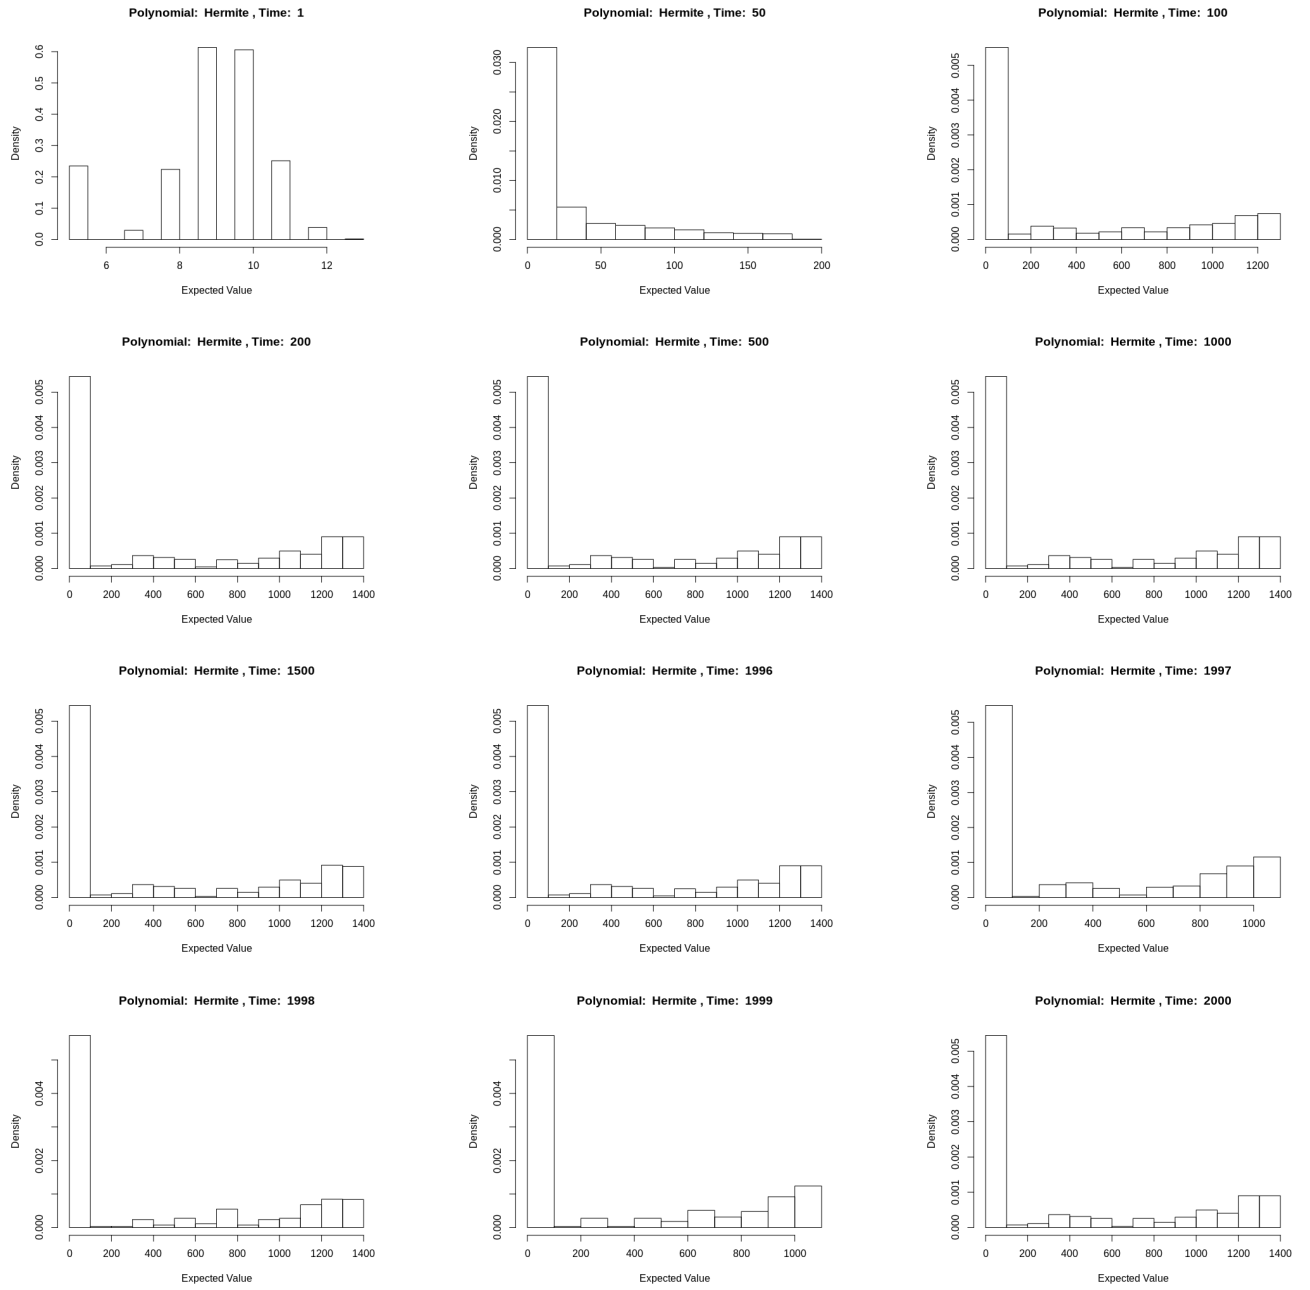 Polynomial: Hermite , Time: 1
Density
0.0 0.1 0.2 0.3 0.4 0.5 0.6
6 8 10 12
Expected Value
Polynomial: Hermite , Time: 50
Density
0.000 0.010 0.020 0.030
0 50 100 150 200
Expected Value
Polynomial: Hermite , Time: 100
Density
0.000 0.001 0.002 0.003 0.004 0.005
0 200 400 600 800 1000 1200
Expected Value
Polynomial: Hermite , Time: 200
Density
0.000 0.001 0.002 0.003 0.004 0.005
0 200 400 600 800 1000 1200 1400
Expected Value
Polynomial: Hermite , Time: 500
Density
0.000 0.001 0.002 0.003 0.004 0.005
0 200 400 600 800 1000 1200 1400
Expected Value
Polynomial: Hermite , Time: 1000
Density
0.000 0.001 0.002 0.003 0.004 0.005
0 200 400 600 800 1000 1200 1400
Expected Value
Polynomial: Hermite , Time: 1500
Density
0.000 0.001 0.002 0.003 0.004 0.005
0 200 400 600 800 1000 1200 1400
Expected Value
Polynomial: Hermite , Time: 1996
Density
0.000 0.001 0.002 0.003 0.004 0.005
0 200 400 600 800 1000 1200 1400
Expected Value
Polynomial: Hermite , Time: 1997
Density
0.000 0.001 0.002 0.003 0.004 0.005
0 200 400 600 800 1000
Expected Value
Polynomial: Hermite , Time: 1998
Density
0.000 0.002 0.004
0 200 400 600 800 1000 1200 1400
Expected Value
Polynomial: Hermite , Time: 1999
Density
0.000 0.002 0.004
0 200 400 600 800 1000
Expected Value
Polynomial: Hermite , Time: 2000
Density
0.000 0.001 0.002 0.003 0.004 0.005
0 200 400 600 800 1000 1200 1400
Expected Value